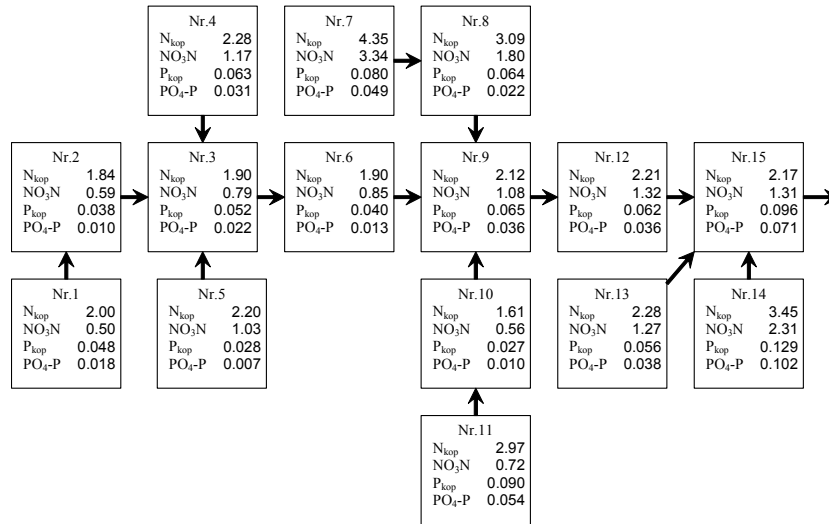 Nr.4
Nkop 2.28
NO3N 1.17
Pkop 0.063
PO4-P 0.031
Nr.7
Nkop 4.35
NO3N 3.34
Pkop 0.080
PO4-P 0.049
Nr.8
Nkop 3.09
NO3N 1.80
Pkop 0.064
PO4-P 0.022
Nr.2
Nkop 1.84
NO3N 0.59
Pkop 0.038
PO4-P 0.010
Nr.3
Nkop 1.90
NO3N 0.79
Pkop 0.052
PO4-P 0.022
Nr.6
Nkop 1.90
NO3N 0.85
Pkop 0.040
PO4-P 0.013
Nr.9
Nkop 2.12
NO3N 1.08
Pkop 0.065
PO4-P 0.036
Nr.12
Nkop 2.21
NO3N 1.32
Pkop 0.062
PO4-P 0.036
Nr.15
Nkop 2.17
NO3N 1.31
Pkop 0.096
PO4-P 0.071
Nr.1
Nkop 2.00
NO3N 0.50
Pkop 0.048
PO4-P 0.018
Nr.5
Nkop 2.20
NO3N 1.03
Pkop 0.028
PO4-P 0.007
Nr.10
Nkop 1.61
NO3N 0.56
Pkop 0.027
PO4-P 0.010
Nr.13
Nkop 2.28
NO3N 1.27
Pkop 0.056
PO4-P 0.038
Nr.14
Nkop 3.45
NO3N 2.31
Pkop 0.129
PO4-P 0.102
Nr.11
Nkop 2.97
NO3N 0.72
Pkop 0.090
PO4-P 0.054